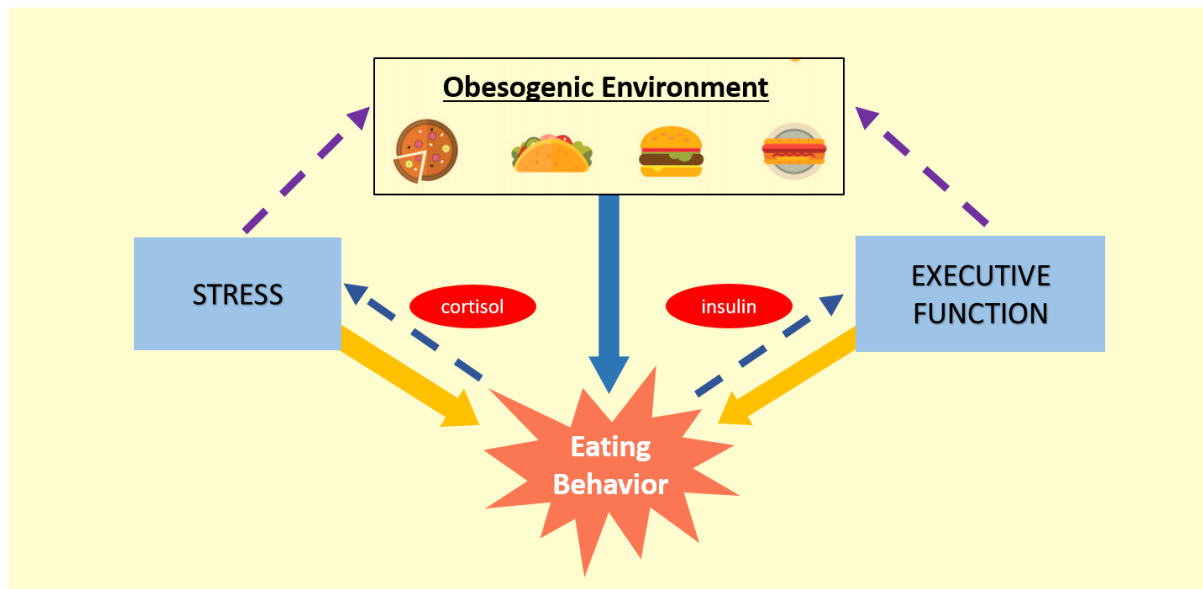 Obesogenic Environment
STRESS
cortisol
insulin
EXECUTIVE
FUNCTION
Eating
Behavior